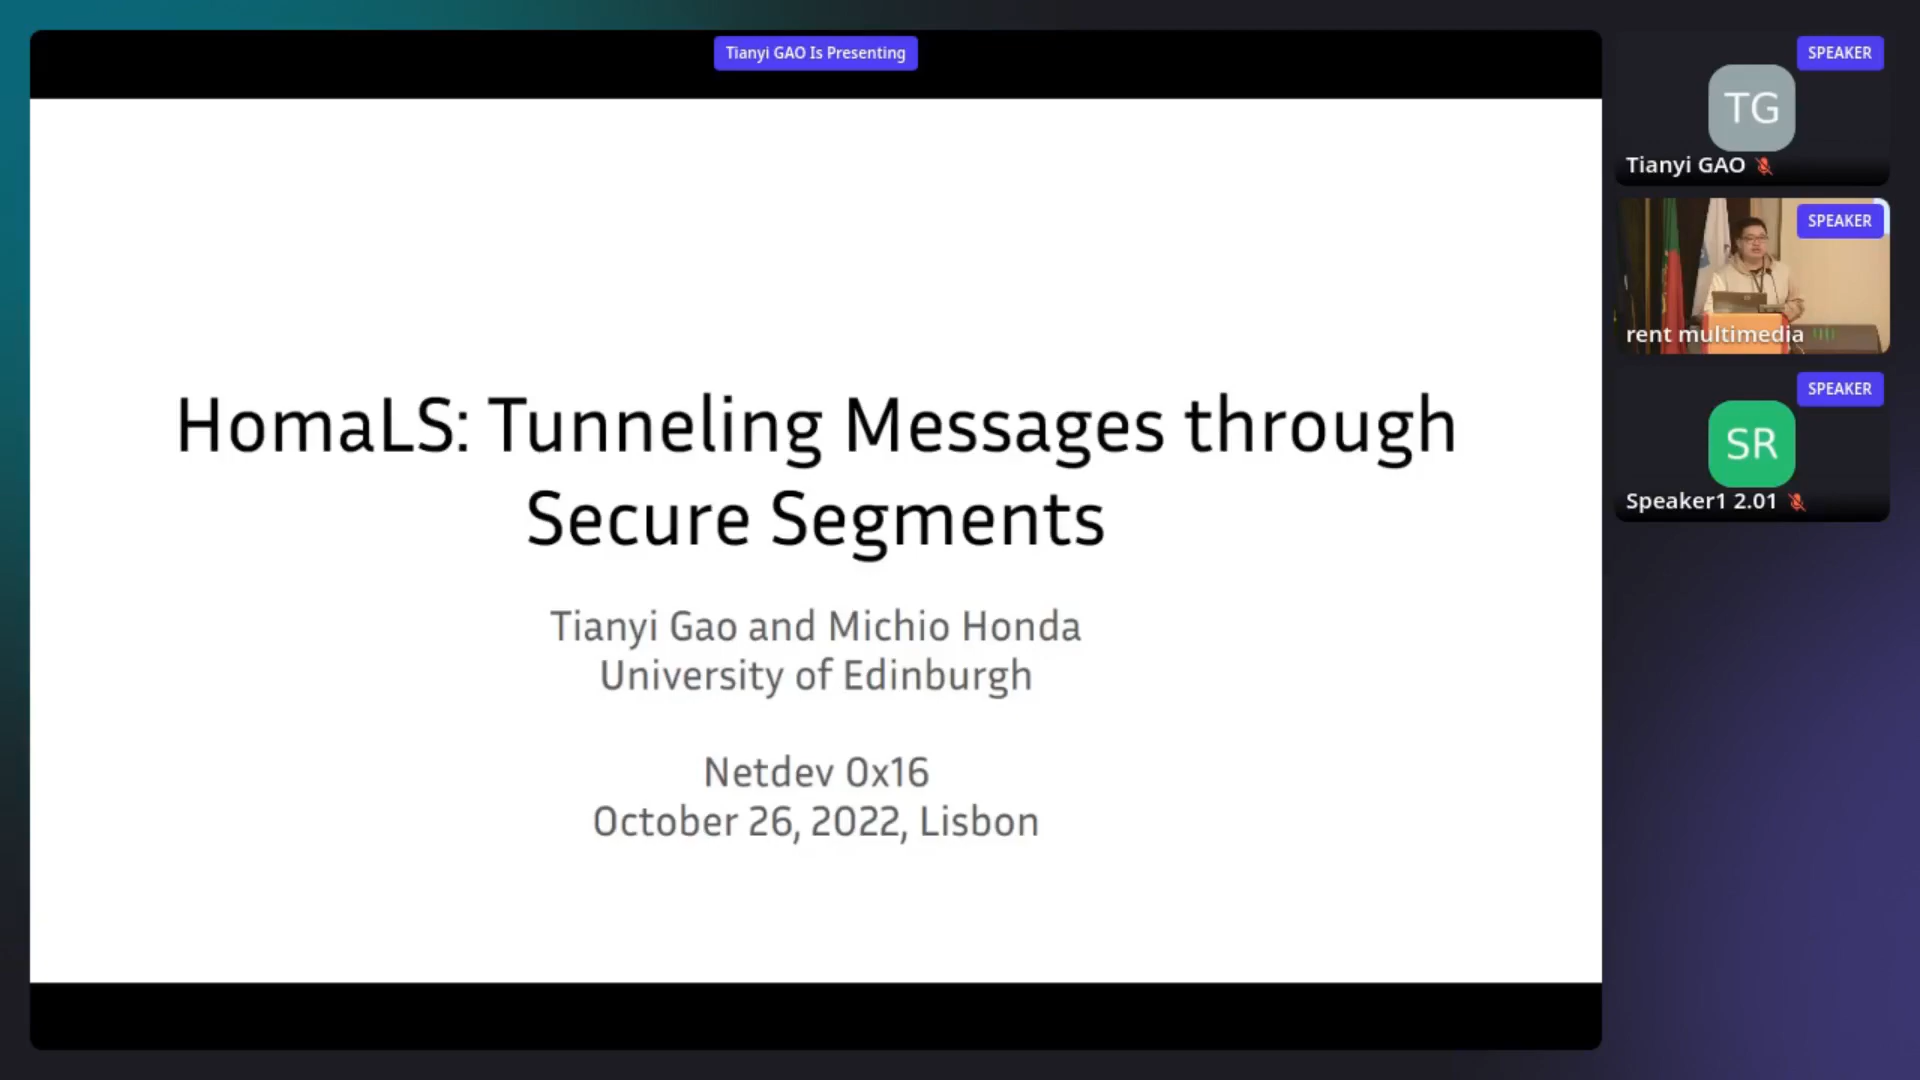 Tianyi GAO Is Presenting
HomaLS: Tunneling Messages through
Secure Segments
Tianyi Gao and Michio Honda
University of Edinburgh
Netdev 0x16
October 26, 2022, Lisbon
SPEAKER
TG
Tianyi GAO
SPEAKER
rent multimedia
SPEAKER
SR
Speaker1 2.01